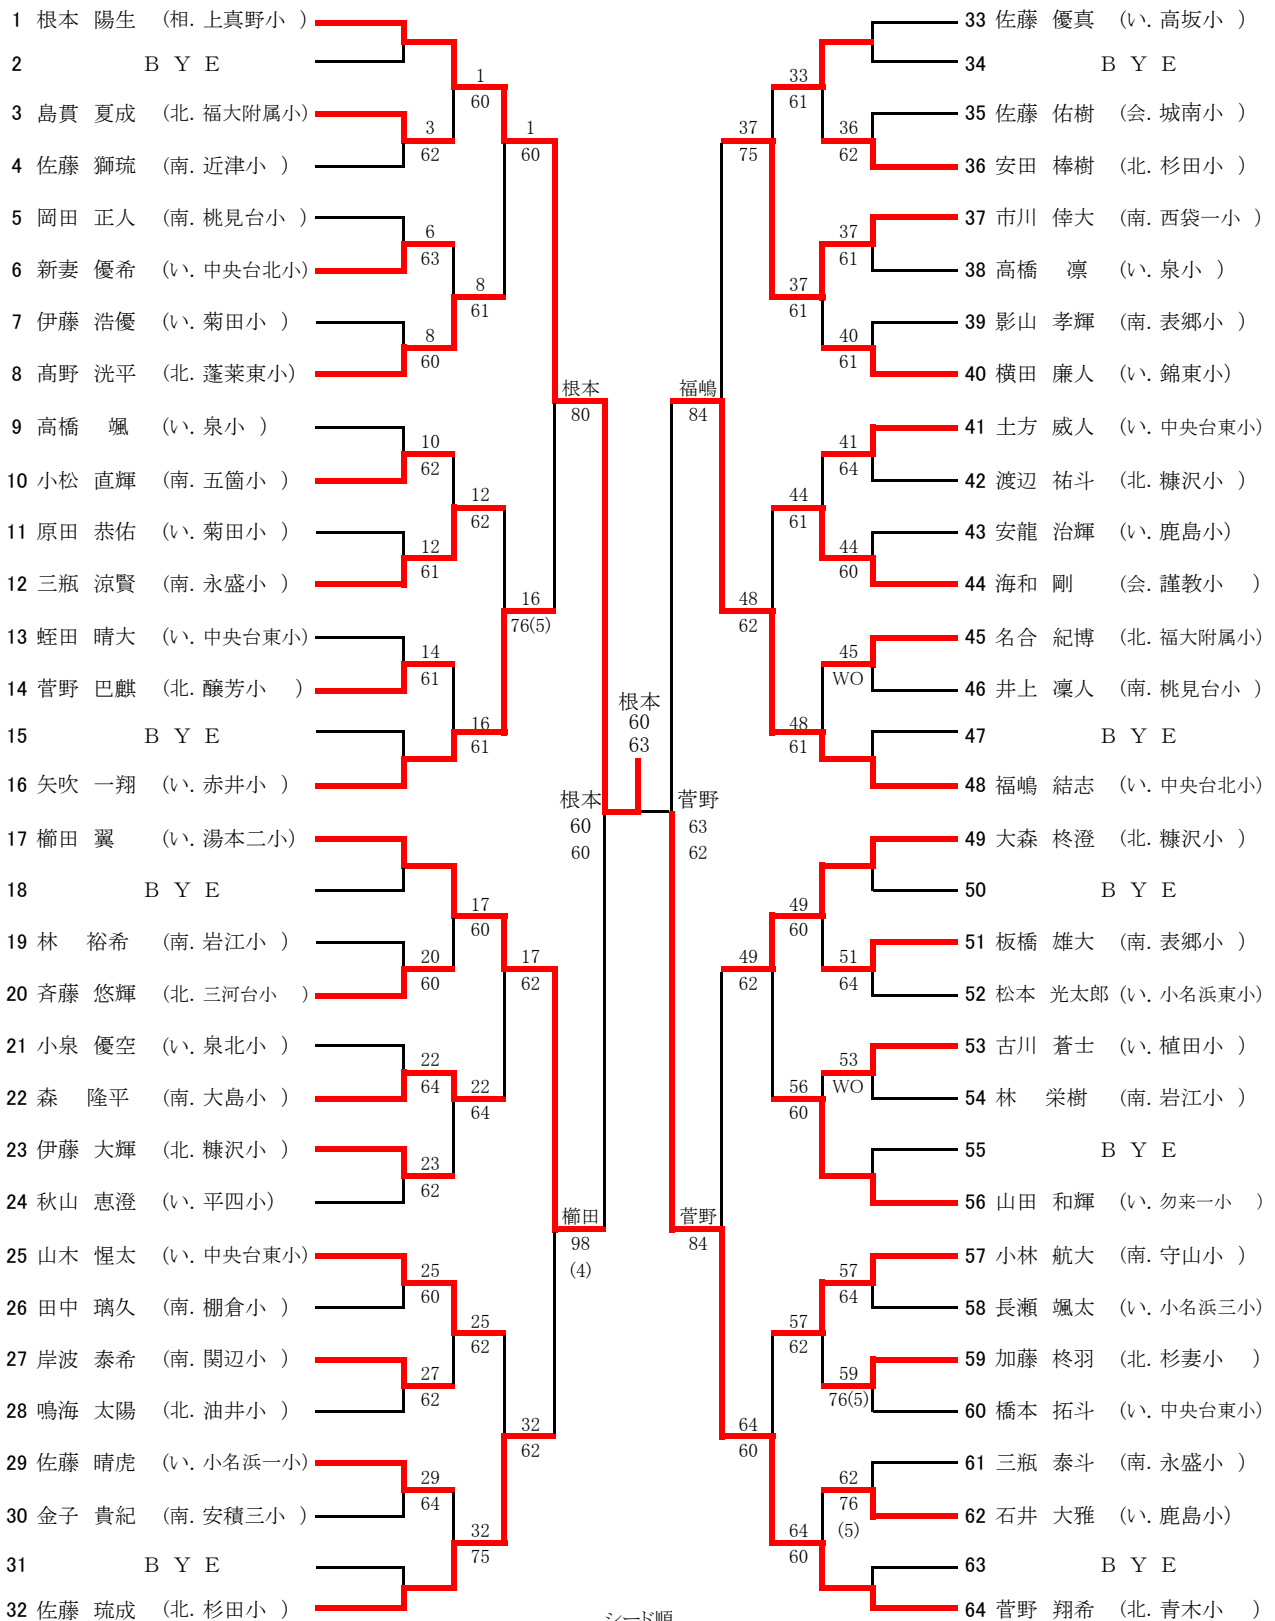 1 根本 陽生 (相. 上真野小 )
2 ＢＹＥ
3 島貫 夏成 (北. 福大附属小)
4 佐藤 獅琉 (南. 近津小 )
5 岡田 正人 (南. 桃見台小 )
6 新妻 優希 (い. 中央台北小)
7 伊藤 浩優 (い. 菊田小 )
8 髙野 洸平 (北. 蓬莱東小)
9 高橋 颯 (い. 泉小 )
10 小松 直輝 (南. 五箇小 )
11 原田 恭佑 (い. 菊田小 )
12 三瓶 涼賢 (南. 永盛小 )
13 蛭田 晴大 (い. 中央台東小)
14 菅野 巴麒 (北. 醸芳小 )
15 ＢＹＥ
16 矢吹 一翔 (い. 赤井小 )
17 櫛田 翼 (い. 湯本二小)
18 ＢＹＥ
19 林 裕希 (南. 岩江小 )
20 斉藤 悠輝 (北. 三河台小 )
21 小泉 優空 (い. 泉北小 )
22 森 隆平 (南. 大島小 )
23 伊藤 大輝 (北. 糠沢小 )
24 秋山 恵澄 (い. 平四小)
25 山木 惺太 (い. 中央台東小)
26 田中 璃久 (南. 棚倉小 )
27 岸波 泰希 (南. 関辺小 )
28 鳴海 太陽 (北. 油井小 )
29 佐藤 晴虎 (い. 小名浜一小)
30 金子 貴紀 (南. 安積三小 )
31 ＢＹＥ
32 佐藤 琉成 (北. 杉田小 )
3
62
6
63
8
60
10
62
12
61
14
61
20
60
22
64
23
62
25
60
27
62
29
64
1
60
8
61
12
62
16
61
17
60
22
64
25
62
32
75
1
60
16
76(5)
17
62
32
62
根本
80
櫛田
98
(4)
根本
60
60
根本
60
63
菅野
63
62
福嶋
84
菅野
84
37
75
48
62
49
62
64
60
33
61
37
61
44
61
48
61
49
60
56
60
57
62
64
60
36
62
37
61
40
61
41
64
44
60
45
WO
51
64
53
WO
57
64
59
76(5)
62
76
(5)
33 佐藤 優真 (い. 高坂小 )
34 ＢＹＥ
35 佐藤 佑樹 (会. 城南小 )
36 安田 棒樹 (北. 杉田小 )
37 市川 倖大 (南. 西袋一小 )
38 高橋 凛 (い. 泉小 )
39 影山 孝輝 (南. 表郷小 )
40 横田 廉人 (い. 錦東小)
41 土方 威人 (い. 中央台東小)
42 渡辺 祐斗 (北. 糠沢小 )
43 安龍 治輝 (い. 鹿島小)
44 海和 剛 (会. 謹教小 )
45 名合 紀博 (北. 福大附属小)
46 井上 凜人 (南. 桃見台小 )
47 ＢＹＥ
48 福嶋 結志 (い. 中央台北小)
49 大森 柊澄 (北. 糠沢小 )
50 ＢＹＥ
51 板橋 雄大 (南. 表郷小 )
52 松本 光太郎 (い. 小名浜東小)
53 古川 蒼士 (い. 植田小 )
54 林 栄樹 (南. 岩江小 )
55 ＢＹＥ
56 山田 和輝 (い. 勿来一小 )
57 小林 航大 (南. 守山小 )
58 長瀬 颯太 (い. 小名浜三小)
59 加藤 柊羽 (北. 杉妻小 )
60 橋本 拓斗 (い. 中央台東小)
61 三瓶 泰斗 (南. 永盛小 )
62 石井 大雅 (い. 鹿島小)
63 ＢＹＥ
64 菅野 翔希 (北. 青木小 )
シード順